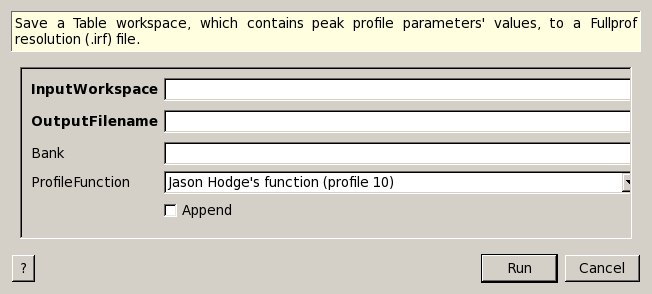 Save a Table workspace, which contains peak profile parameters' values, to a Fullprof
resolution (.irf) file.
InputWorkspace
OutputFilename
Bank
ProfileFunction Jason Hodge's function (profile 10)
Append
? Run Cancel